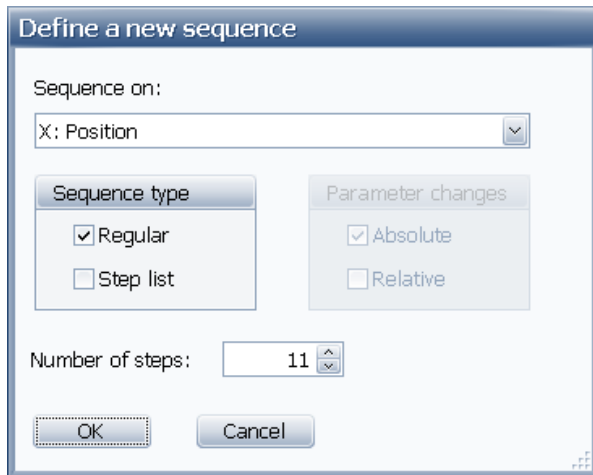 Define a new sequence
Sequence on:
X: Position
Sequence type
Regular
Step list
Parameter changes
Absolute
Relative
Number of steps: 11
OK Cancel